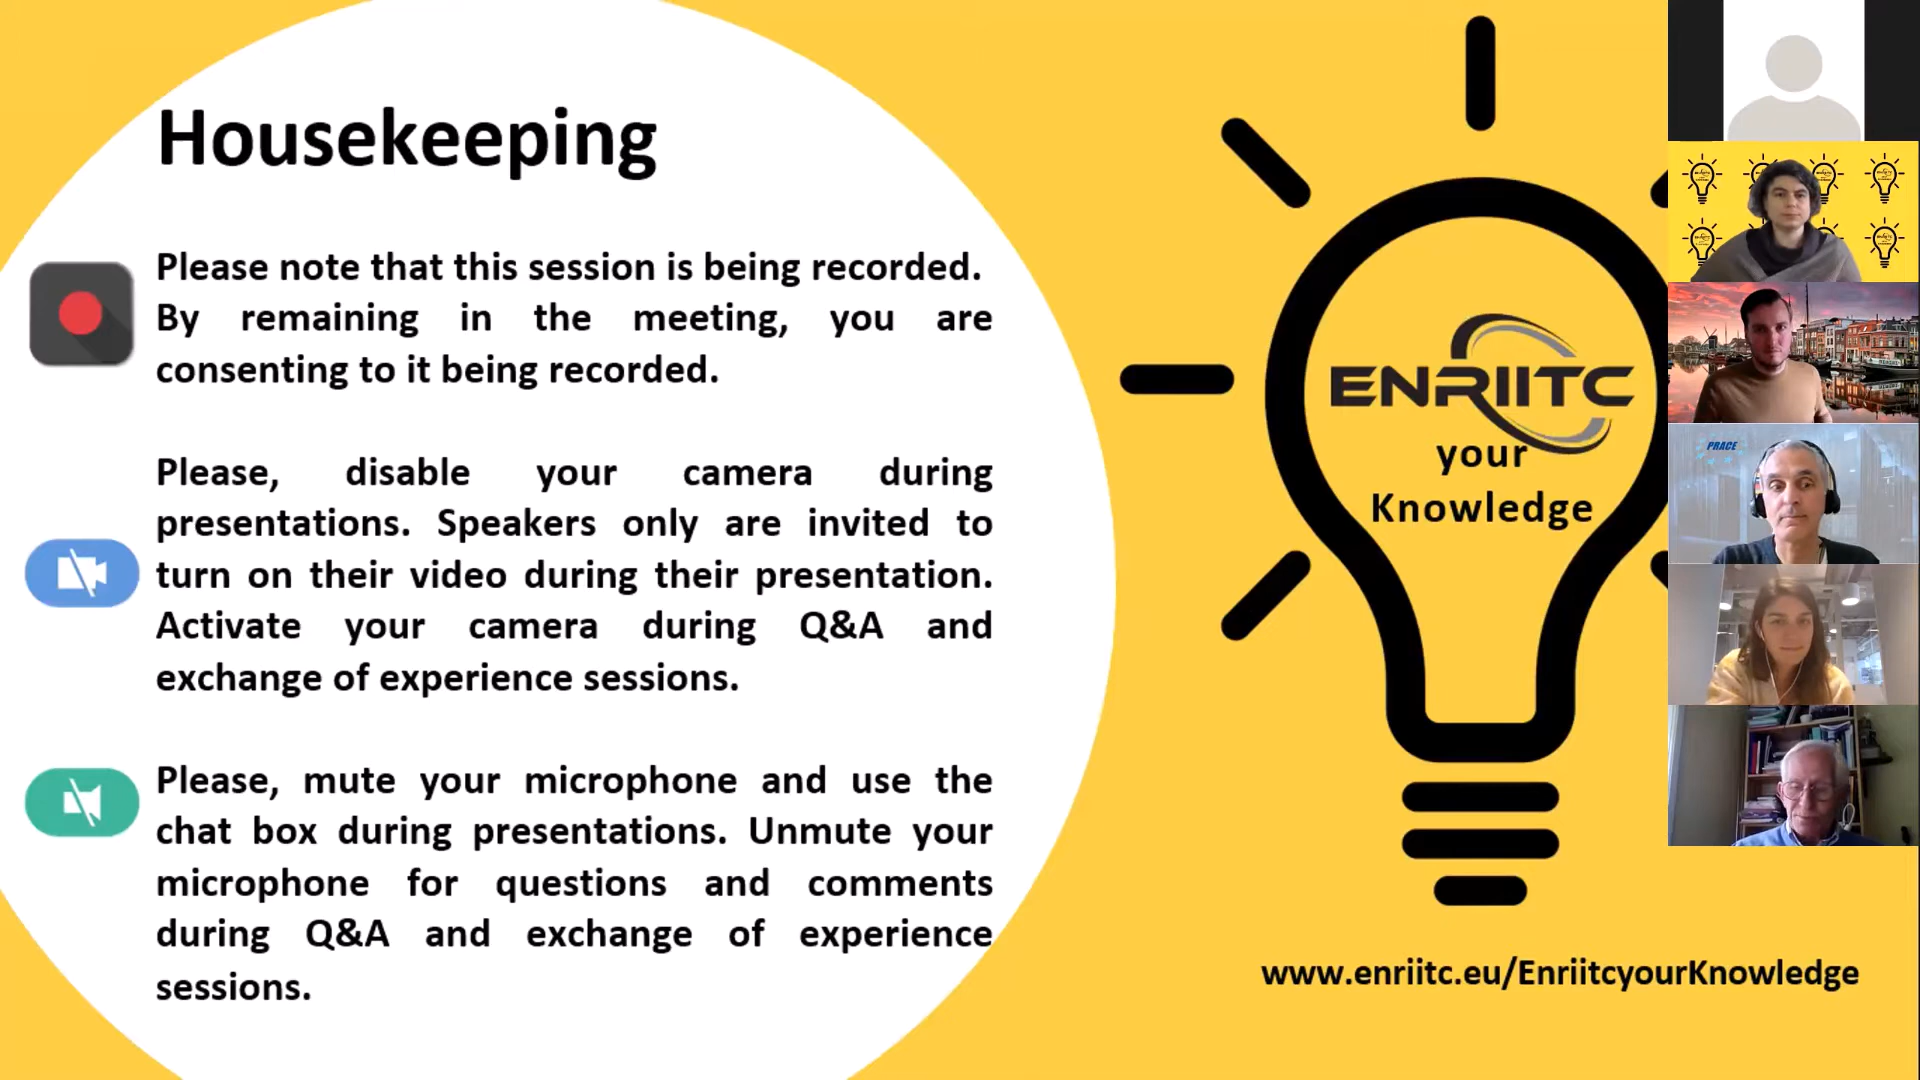 Housekeeping
Please note that this session is being recorded.
By remaining in the meeting, you are
consenting to it being recorded.
Please, disable your camera during
presentations. Speakers only are invited to
turn on their video during their presentation.
Activate your camera during Q&A and
exchange of experience sessions.
Please, mute your microphone and use the
chat box during presentations. Unmute your
microphone for questions and comments
during Q&A and exchange of experience
sessions.
ENRIITC
your
Knowledge
www.enriitc.eu/EnriitcyourKnowledge
PRACE